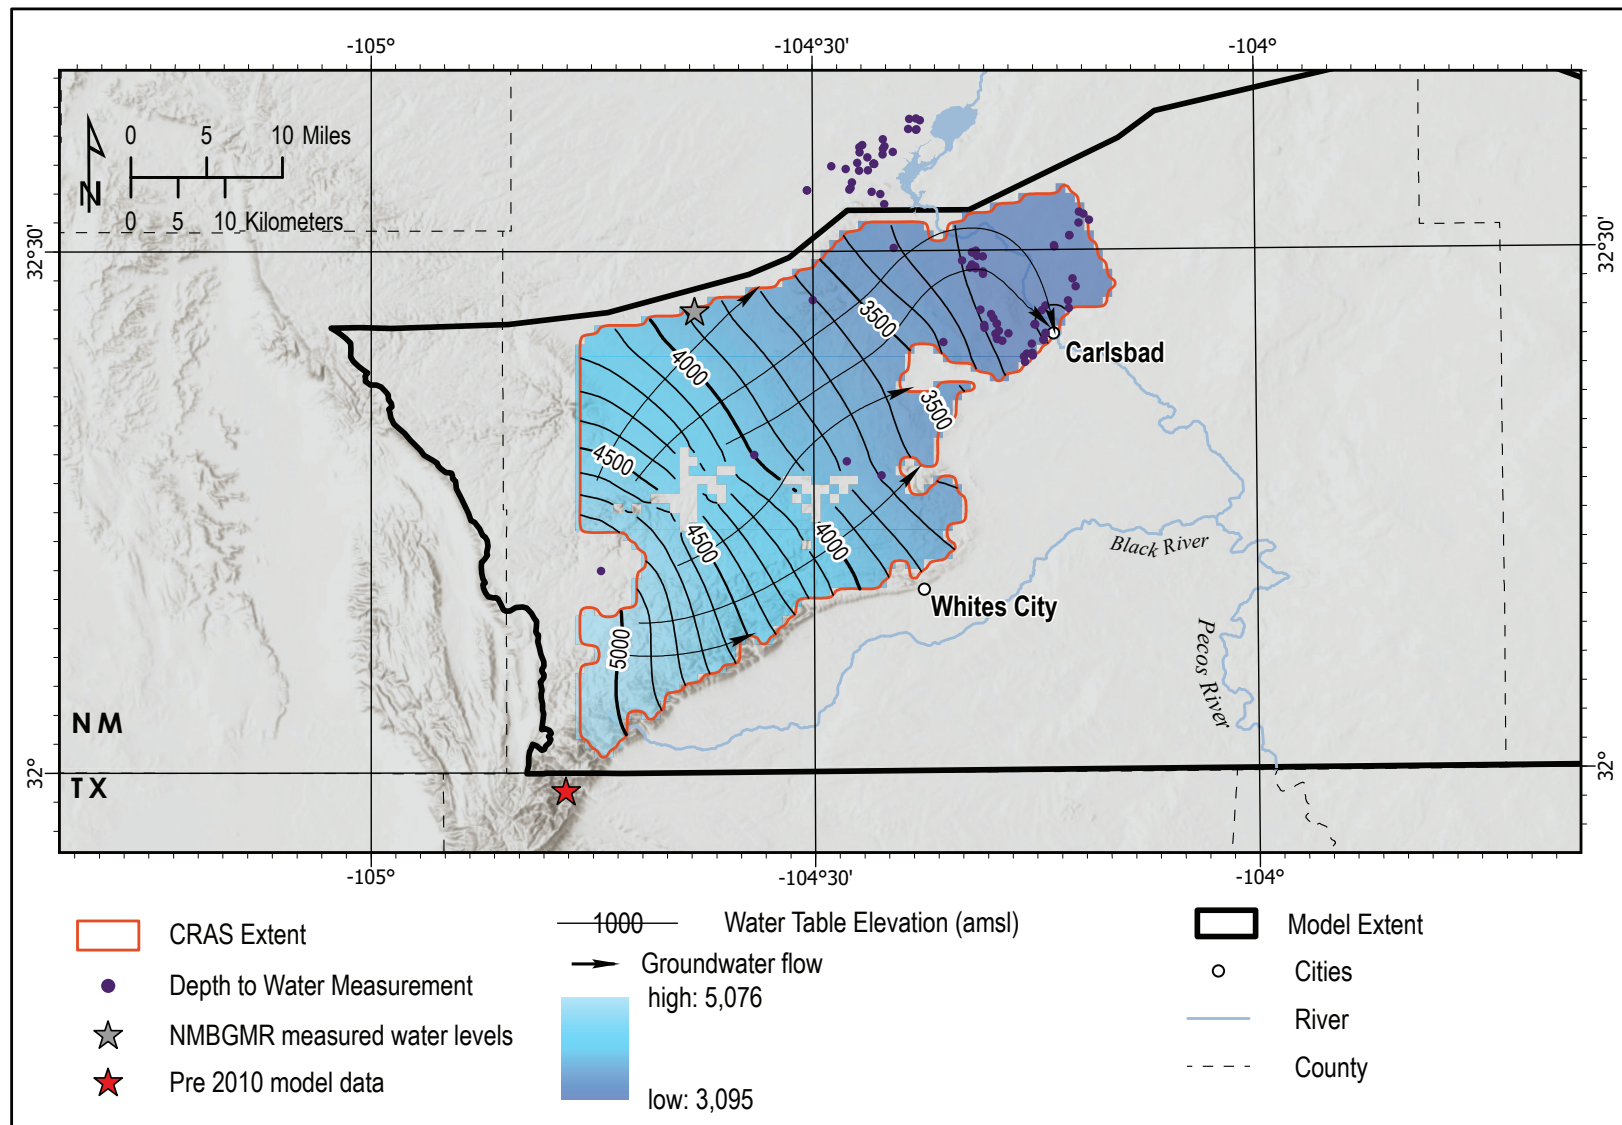 -105°
-104°30'
-104°
0 5 10 Miles
N
0 5 10 Kilometers
32°30'
32°30'
3500
4000
Carlsbad
3500
4500
4500
4000
Black River
Whites City
5000
Pecos River
NM
32°
32°
TX
-105°
-104°30'
-104°
CRAS Extent
Depth to Water Measurement
NMBGMR measured water levels
Pre 2010 model data
1000 Water Table Elevation (amsl)
Groundwater flow
high: 5,076
low: 3,095
Model Extent
Cities
River
County